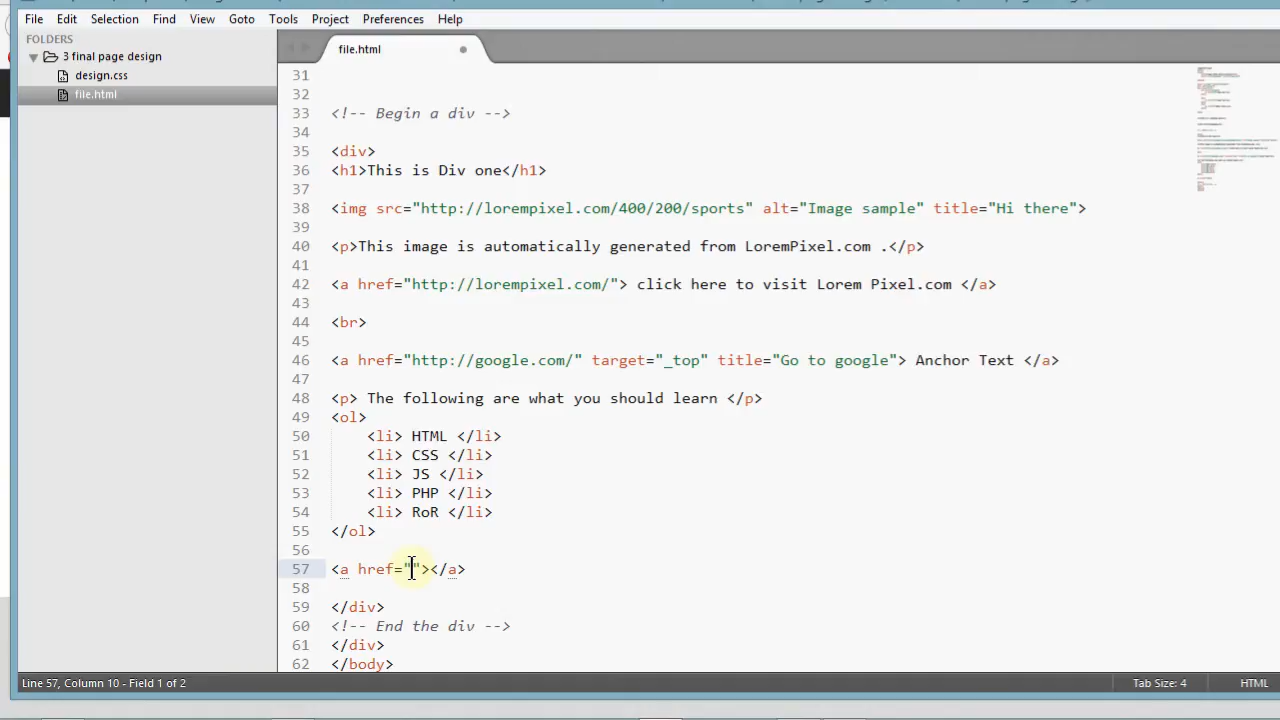 File Edit Selection Find View Goto Tools Project Preferences Help
FOLDERS
3 final page design
design.css
file.html
file.html
31
32
33 <!-- Begin a div -->
34
35 <div>
36 <h1>This is Div one</h1>
37
38 <img src="http://lorempixel.com/400/200/sports" alt="Image sample" title="Hi there">
39
40 <p>This image is automatically generated from LoremPixel.com .</p>
41
42 <a href="http://lorempixel.com/"> click here to visit Lorem Pixel.com </a>
43
44 <br>
45
46 <a href="http://google.com/" target="_top" title="Go to google"> Anchor Text </a>
47
48 <p> The following are what you should learn </p>
49 <ol>
50 <li> HTML </li>
51 <li> CSS </li>
52 <li> JS </li>
53 <li> PHP </li>
54 <li> RoR </li>
55 </ol>
56
57 <a href=""></a>
58
59 </div>
60 <!-- End the div -->
61 </div>
62 </body>
Line 57, Column 10 - Field 1 of 2 Tab Size: 4 HTML